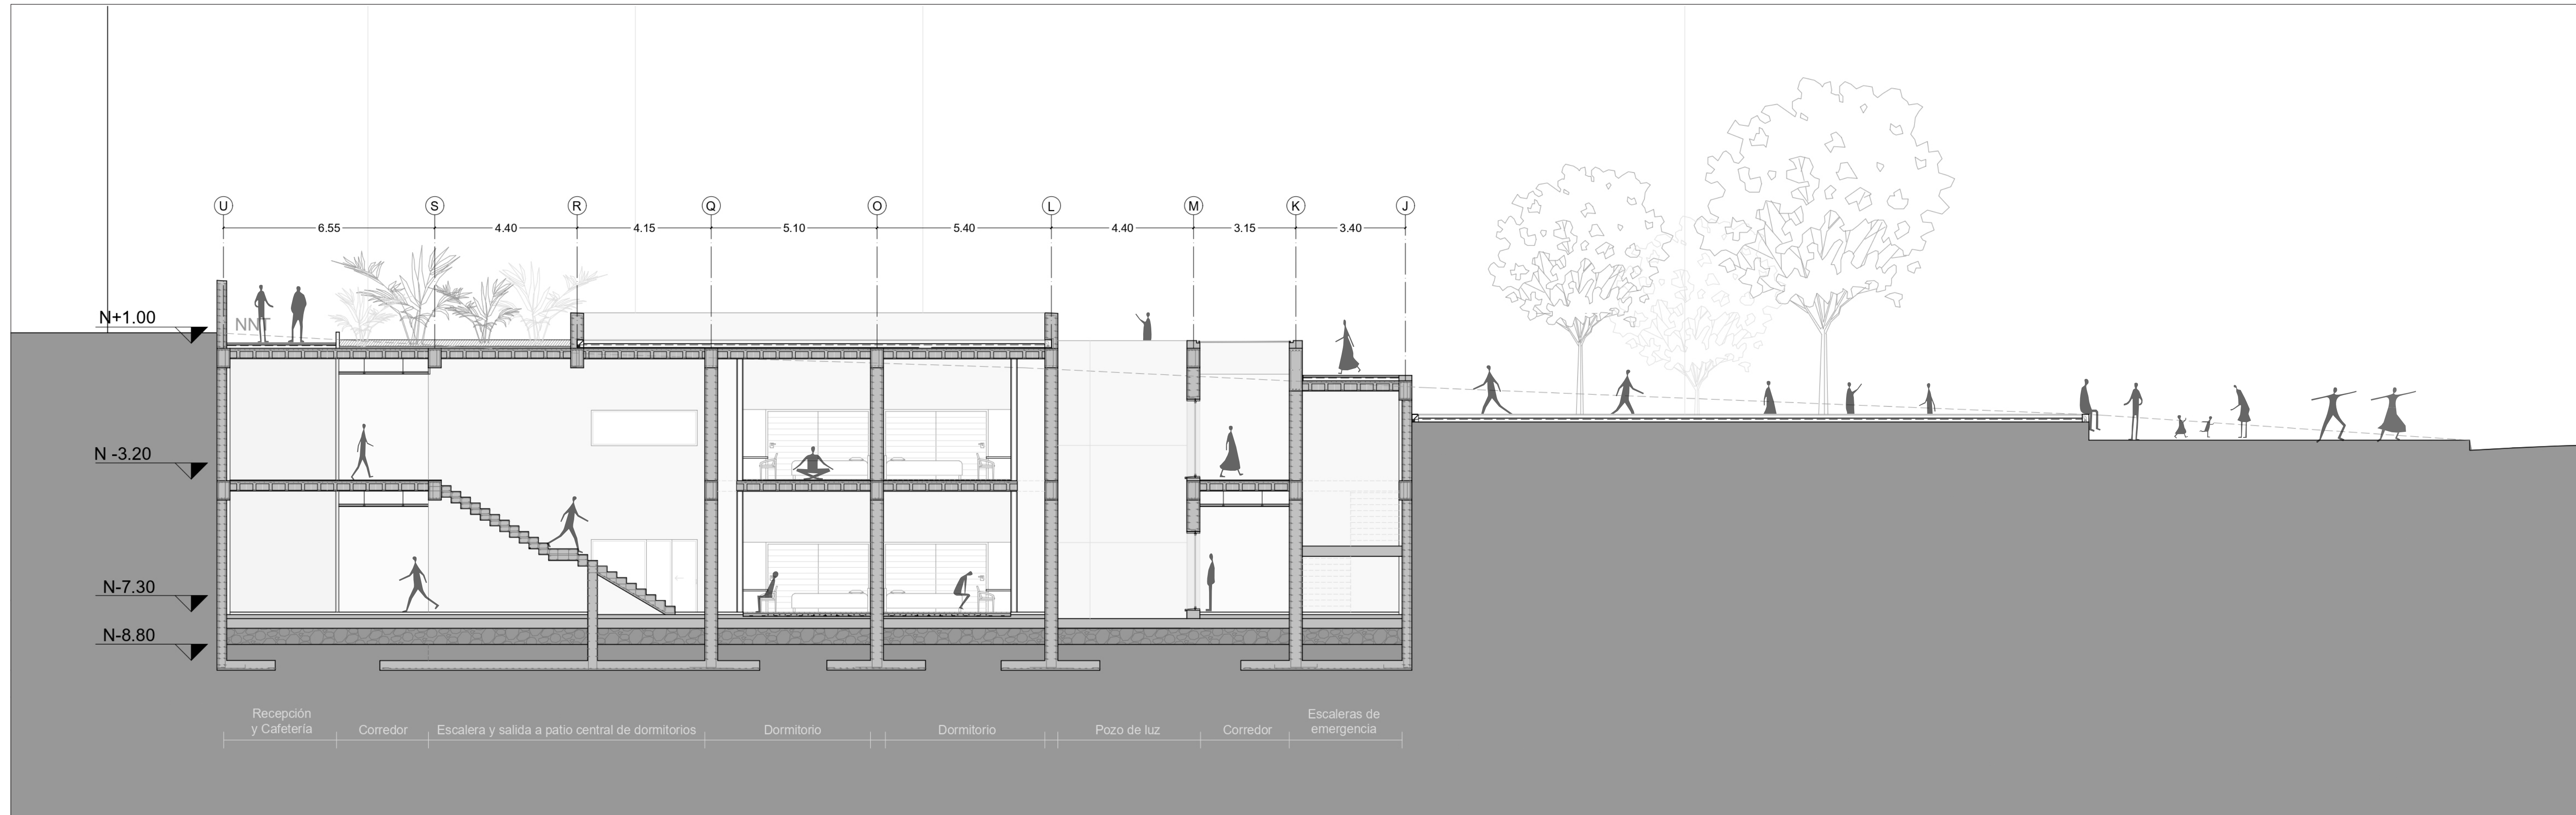 U S R Q O L M K J
6.55 4.40 4.15 5.10 5.40 4.40 3.15 3.40
N+1.00
NNT
N -3.20
N-7.30
N-8.80
Recepción
y Cafetería
Corredor
Escalera y salida a patio central de dormitorios
Dormitorio
Dormitorio
Pozo de luz
Corredor
Escaleras de
emergencia